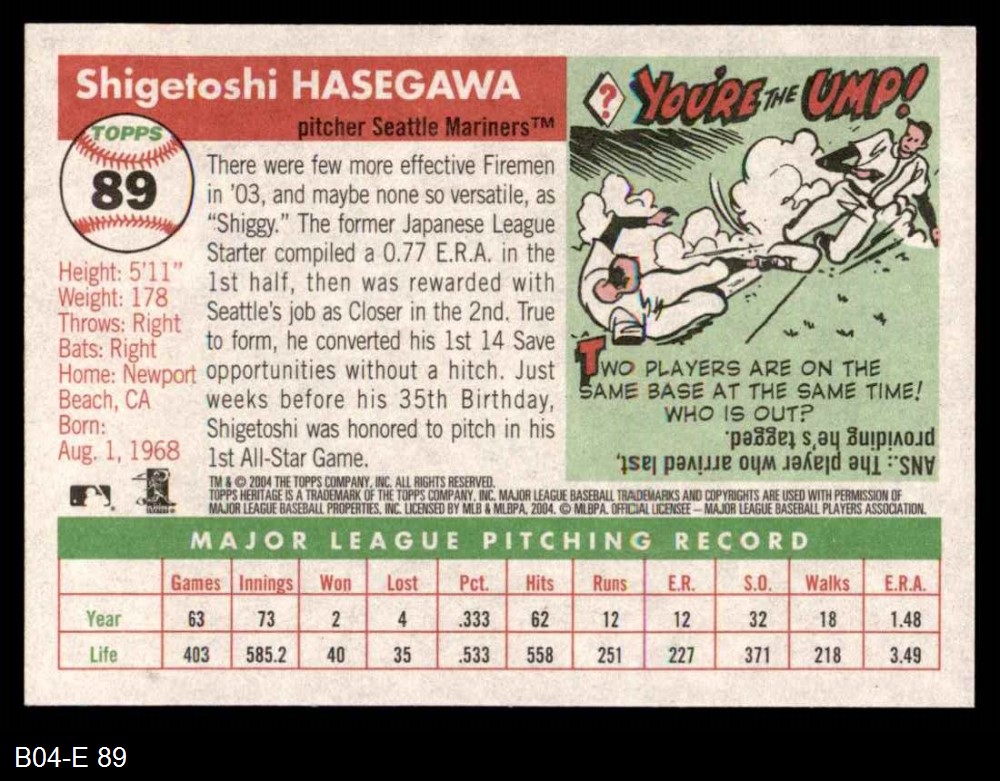 Shigetoshi HASEGAWA
pitcher Seattle Mariners™
TOPPS
89
Height: 5'11"
Weight: 178
Throws: Right
Bats: Right
Home: Newport
Beach, CA
Born:
Aug. 1, 1968
There were few more effective Firemen
in '03, and maybe none so versatile, as
“Shiggy.” The former Japanese League
Starter compiled a 0.77 E.R.A. in the
1st half, then was rewarded with
Seattle's job as Closer in the 2nd. True
to form, he converted his 1st 14 Save
opportunities without a hitch. Just
weeks before his 35th Birthday,
Shigetoshi was honored to pitch in his
1st All-Star Game.
? YOU'RE THE UMP!
TWO PLAYERS ARE ON THE
SAME BASE AT THE SAME TIME!
WHO IS OUT?
ANS.: The player who arrived last,
providing he's tagged.
TM & © 2004 THE TOPPS COMPANY, INC. ALL RIGHTS RESERVED.
TOPPS HERITAGE IS A TRADEMARK OF THE TOPPS COMPANY, INC. MAJOR LEAGUE BASEBALL TRADEMARKS AND COPYRIGHTS ARE USED WITH PERMISSION OF
MAJOR LEAGUE BASEBALL PROPERTIES, INC. LICENSED BY MLB & MLBPA, 2004. © MLBPA. OFFICIAL LICENSEE – MAJOR LEAGUE BASEBALL PLAYERS ASSOCIATION.
MAJOR LEAGUE PITCHING RECORD
Games Innings Won Lost Pct. Hits Runs E.R. S.O. Walks E.R.A.
Year 63 73 2 4 .333 62 12 12 32 18 1.48
Life 403 585.2 40 35 .533 558 251 227 371 218 3.49
B04-E 89